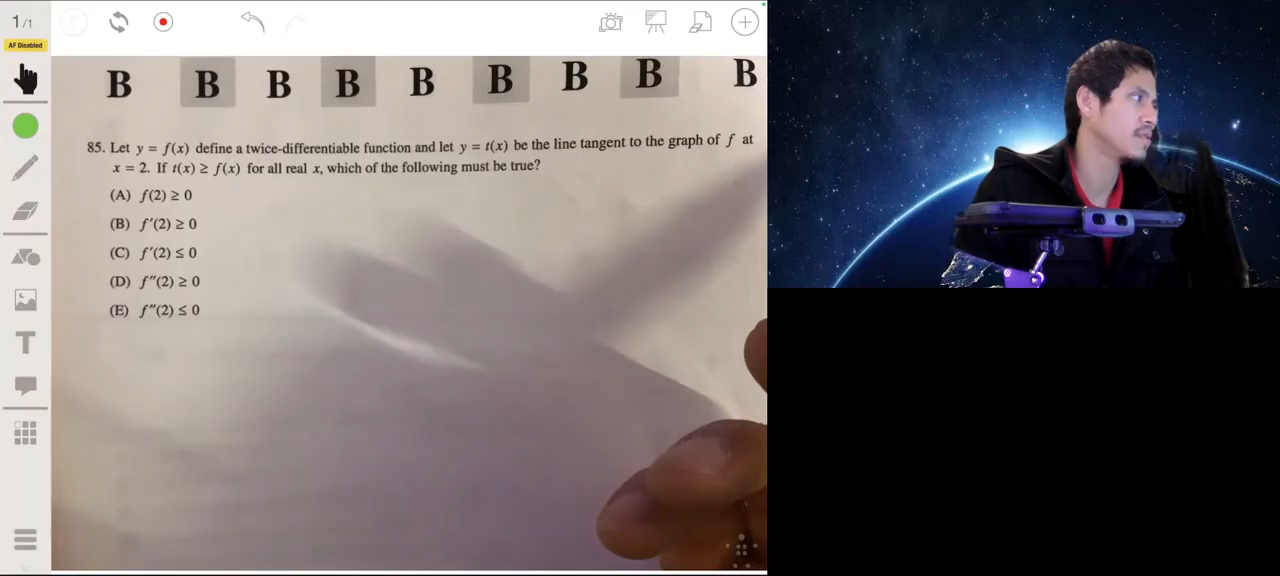 1/1
AF Disabled
B B B B B B B B B
85. Let y = f(x) define a twice-differentiable function and let y = t(x) be the line tangent to the graph of f at
x = 2. If t(x) ≥ f(x) for all real x, which of the following must be true?
(A) f(2) ≥ 0
(B) f′(2) ≥ 0
(C) f′(2) ≤ 0
(D) f″(2) ≥ 0
(E) f″(2) ≤ 0
T